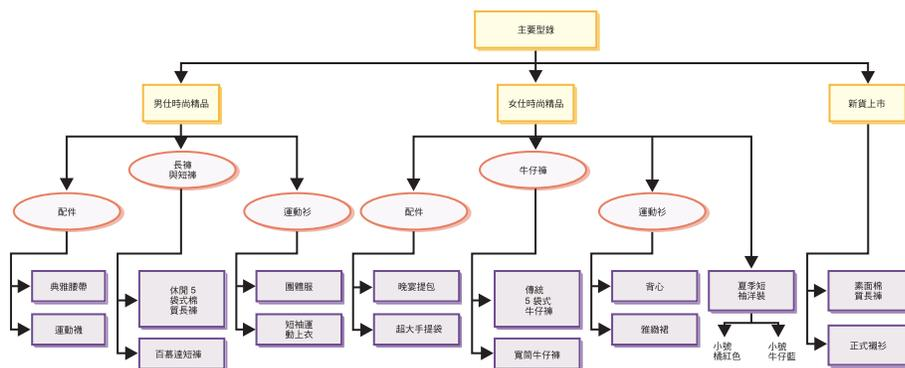 主要型錄
男仕時尚精品
女仕時尚精品
新貨上市
長褲
與短褲
牛仔褲
配件
運動衫
配件
運動衫
典雅腰帶
運動襪
休閒 5
袋式棉
質長褲
百慕達短褲
團體服
短袖運
動上衣
晚宴提包
超大手提袋
傳統
5 袋式
牛仔褲
寬筒牛仔褲
背心
雅緻裙
夏季短
袖洋裝
小號
橘紅色
小號
牛仔藍
素面棉
質長褲
正式襯衫